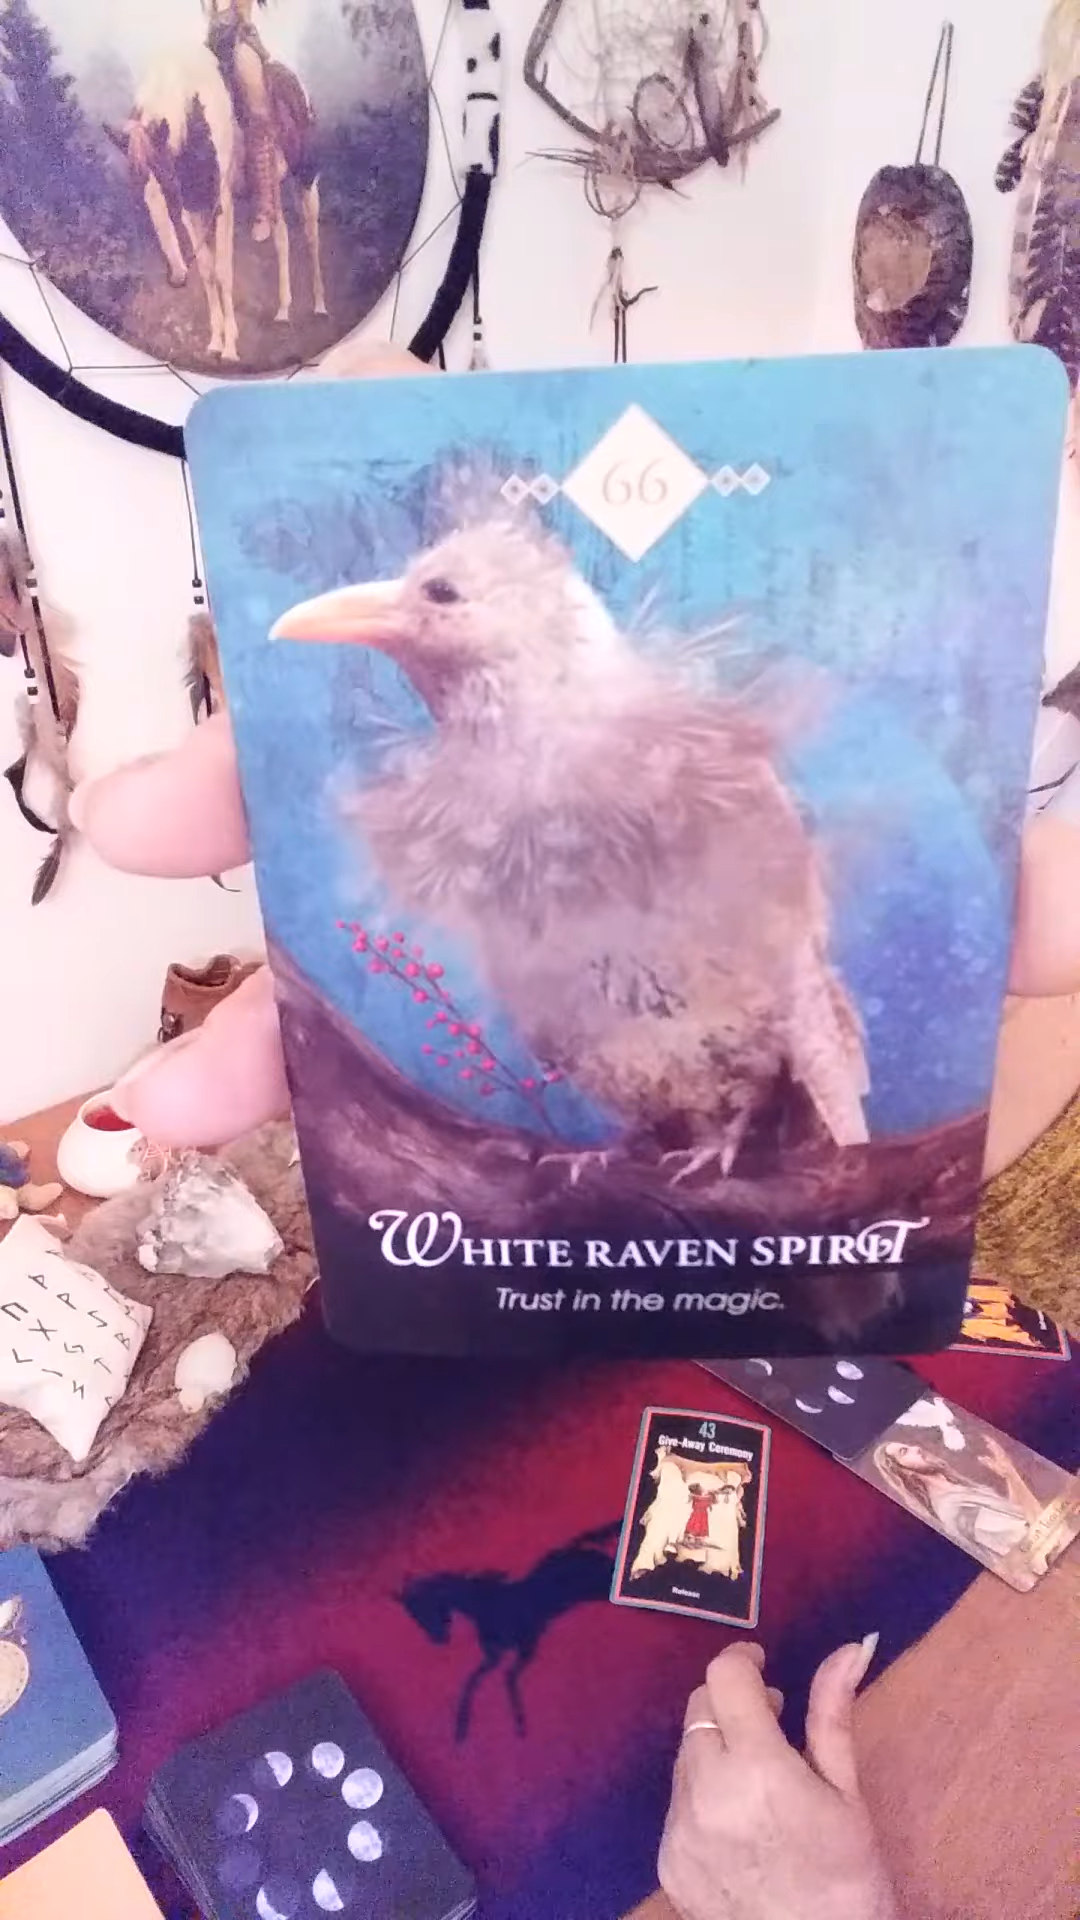 66
WHITE RAVEN SPIRIT
Trust in the magic.
43
Give-Away Ceremony
Release